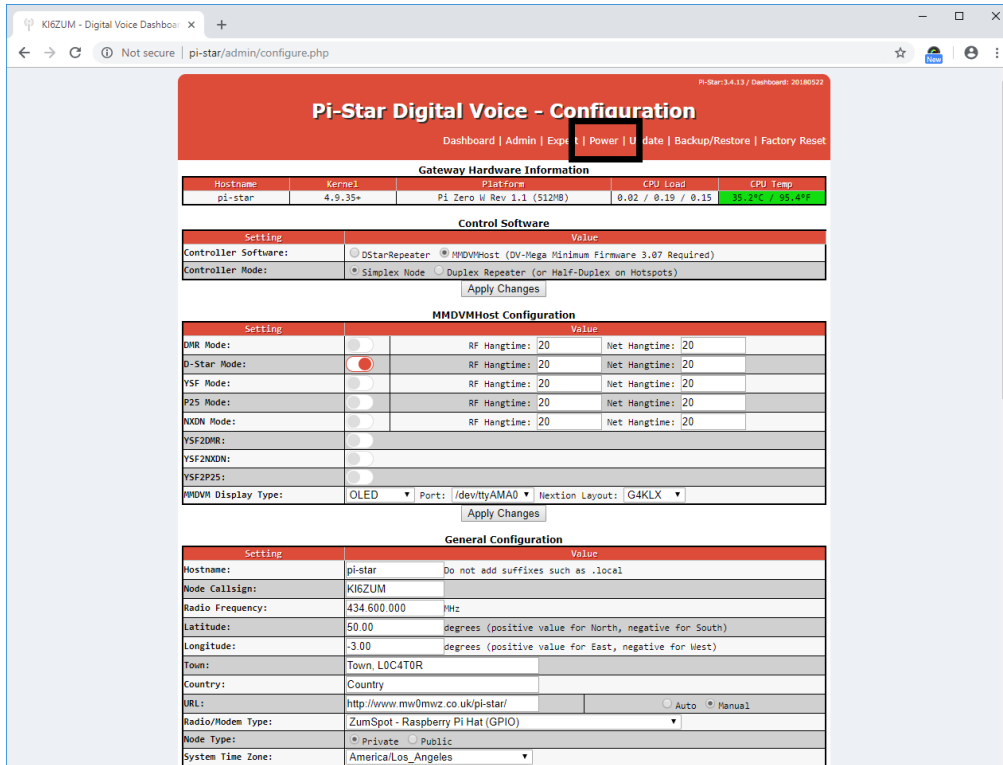 KI6ZUM - Digital Voice Dashboar
Not secure | pi-star/admin/configure.php
New
Pi-Star:3.4.13 / Dashboard: 20180522
Pi-Star Digital Voice - Configuration
Dashboard | Admin | Expert | Power | Update | Backup/Restore | Factory Reset
Gateway Hardware Information
Hostname Kernel Platform CPU Load CPU Temp
pi-star 4.9.35+ Pi Zero W Rev 1.1 (512MB) 0.02 / 0.19 / 0.15 35.2°C / 95.4°F
Control Software
Setting Value
Controller Software: DStarRepeater MMDVMHost (DV-Mega Minimum Firmware 3.07 Required)
Controller Mode: Simplex Node Duplex Repeater (or Half-Duplex on Hotspots)
Apply Changes
MMDVMHost Configuration
Setting Value
DMR Mode: RF Hangtime: 20 Net Hangtime: 20
D-Star Mode: RF Hangtime: 20 Net Hangtime: 20
YSF Mode: RF Hangtime: 20 Net Hangtime: 20
P25 Mode: RF Hangtime: 20 Net Hangtime: 20
NXDN Mode: RF Hangtime: 20 Net Hangtime: 20
YSF2DMR:
YSF2NXDN:
YSF2P25:
MMDVM Display Type: OLED Port: /dev/ttyAMA0 Nextion Layout: G4KLX
Apply Changes
General Configuration
Setting Value
Hostname: pi-star Do not add suffixes such as .local
Node Callsign: KI6ZUM
Radio Frequency: 434.600.000 MHz
Latitude: 50.00 degrees (positive value for North, negative for South)
Longitude: -3.00 degrees (positive value for East, negative for West)
Town: Town, L0C4T0R
Country: Country
URL: http://www.mw0mwz.co.uk/pi-star/ Auto Manual
Radio/Modem Type: ZumSpot - Raspberry Pi Hat (GPIO)
Node Type: Private Public
System Time Zone: America/Los_Angeles